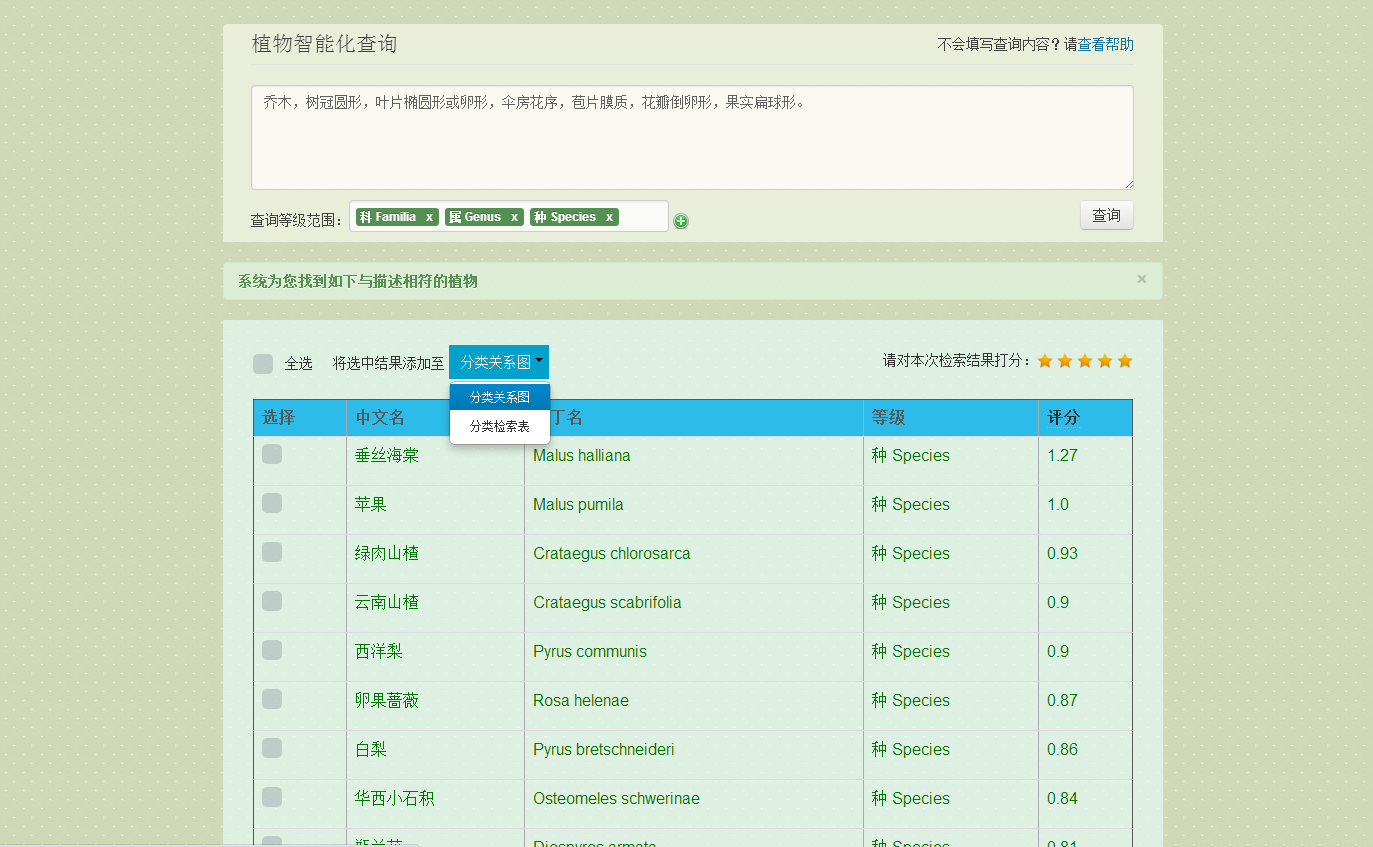 植物智能化查询
不会填写查询内容？请查看帮助
乔木，树冠圆形，叶片椭圆形或卵形，伞房花序，苞片膜质，花瓣倒卵形，果实扁球形。
查询等级范围： 科 Familia x 属 Genus x 种 Species x 查询
系统为您找到如下与描述相符的植物 ×
全选 将选中结果添加至 分类关系图 请对本次检索结果打分：
分类关系图
分类检索表
选择 中文名 丁名 等级 评分
垂丝海棠 Malus halliana 种 Species 1.27
苹果 Malus pumila 种 Species 1.0
绿肉山楂 Crataegus chlorosarca 种 Species 0.93
云南山楂 Crataegus scabrifolia 种 Species 0.9
西洋梨 Pyrus communis 种 Species 0.9
卵果蔷薇 Rosa helenae 种 Species 0.87
白梨 Pyrus bretschneideri 种 Species 0.86
华西小石积 Osteomeles schwerinae 种 Species 0.84
Diospyros armata 种 Species 0.81